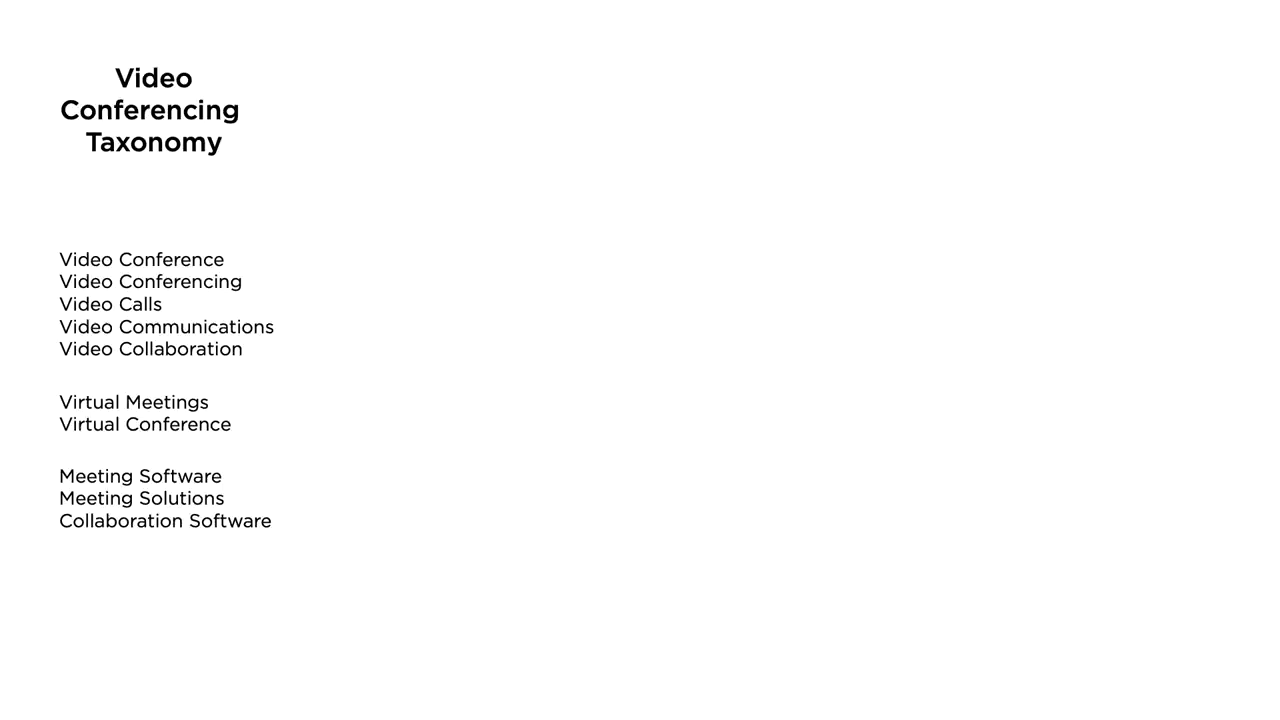 Video
Conferencing
Taxonomy
Video Conference
Video Conferencing
Video Calls
Video Communications
Video Collaboration
Virtual Meetings
Virtual Conference
Meeting Software
Meeting Solutions
Collaboration Software